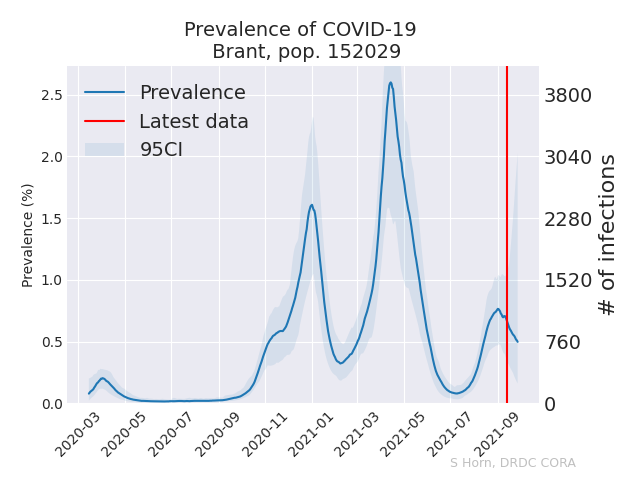 Prevalence of COVID-19
Brant, pop. 152029
Prevalence
Latest data
95CI
Prevalence (%)
2.5
2.0
1.5
1.0
0.5
0.0
3800
3040
2280
1520
760
0
# of infections
2020-03
2020-05
2020-07
2020-09
2020-11
2021-01
2021-03
2021-05
2021-07
2021-09
S Horn, DRDC CORA